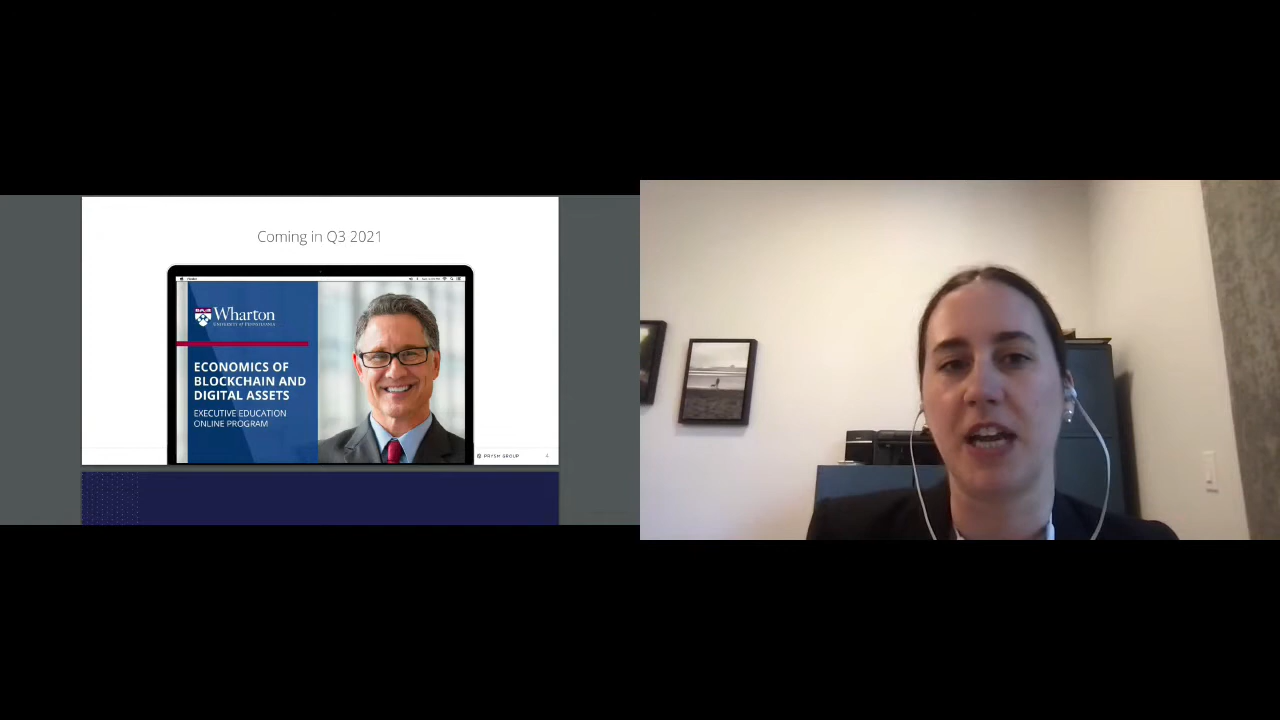 Coming in Q3 2021
Wharton
UNIVERSITY of PENNSYLVANIA
ECONOMICS OF
BLOCKCHAIN AND
DIGITAL ASSETS
EXECUTIVE EDUCATION
ONLINE PROGRAM
PRYSM GROUP